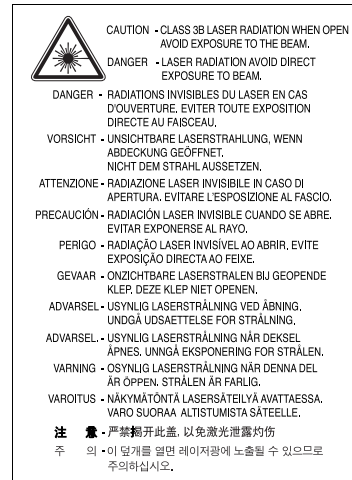 CAUTION - CLASS 3B LASER RADIATION WHEN OPEN
AVOID EXPOSURE TO THE BEAM.
DANGER - LASER RADIATION AVOID DIRECT
EXPOSURE TO BEAM.
DANGER - RADIATIONS INVISIBLES DU LASER EN CAS
D'OUVERTURE. EVITER TOUTE EXPOSITION
DIRECTE AU FAISCEAU.
VORSICHT - UNSICHTBARE LASERSTRAHLUNG, WENN
ABDECKUNG GEÖFFNET.
NICHT DEM STRAHL AUSSETZEN.
ATTENZIONE - RADIAZIONE LASER INVISIBILE IN CASO DI
APERTURA. EVITARE L'ESPOSIZIONE AL FASCIO.
PRECAUCIÓN - RADIACIÓN LASER INVISIBLE CUANDO SE ABRE.
EVITAR EXPONERSE AL RAYO.
PERIGO - RADIAÇÃO LASER INVISÍVEL AO ABRIR. EVITE
EXPOSIÇÃO DIRECTA AO FEIXE.
GEVAAR - ONZICHTBARE LASERSTRALEN BIJ GEOPENDE
KLEP. DEZE KLEP NIET OPENEN.
ADVARSEL - USYNLIG LASERSTRÅLNING VED ÅBNING.
UNDGÅ UDSAETTELSE FOR STRÅLNING.
ADVARSEL. - USYNLIG LASERSTRÅLNING NÅR DEKSEL
ÅPNES. UNNGÅ EKSPONERING FOR STRÅLEN.
VARNING - OSYNLIG LASERSTRÅLNING NÄR DENNA DEL
ÄR ÖPPEN. STRÅLEN ÄR FARLIG.
VAROITUS - NÄKYMÄTÖNTÄ LASERSÄTEILYÄ AVATTAESSA.
VARO SUORAA ALTISTUMISTA SÄTEELLE.
注 意 - 严禁揭开此盖, 以免激光泄露灼伤
주 의 - 이 덮개를 열면 레이저광에 노출될 수 있으므로
주의하십시오.